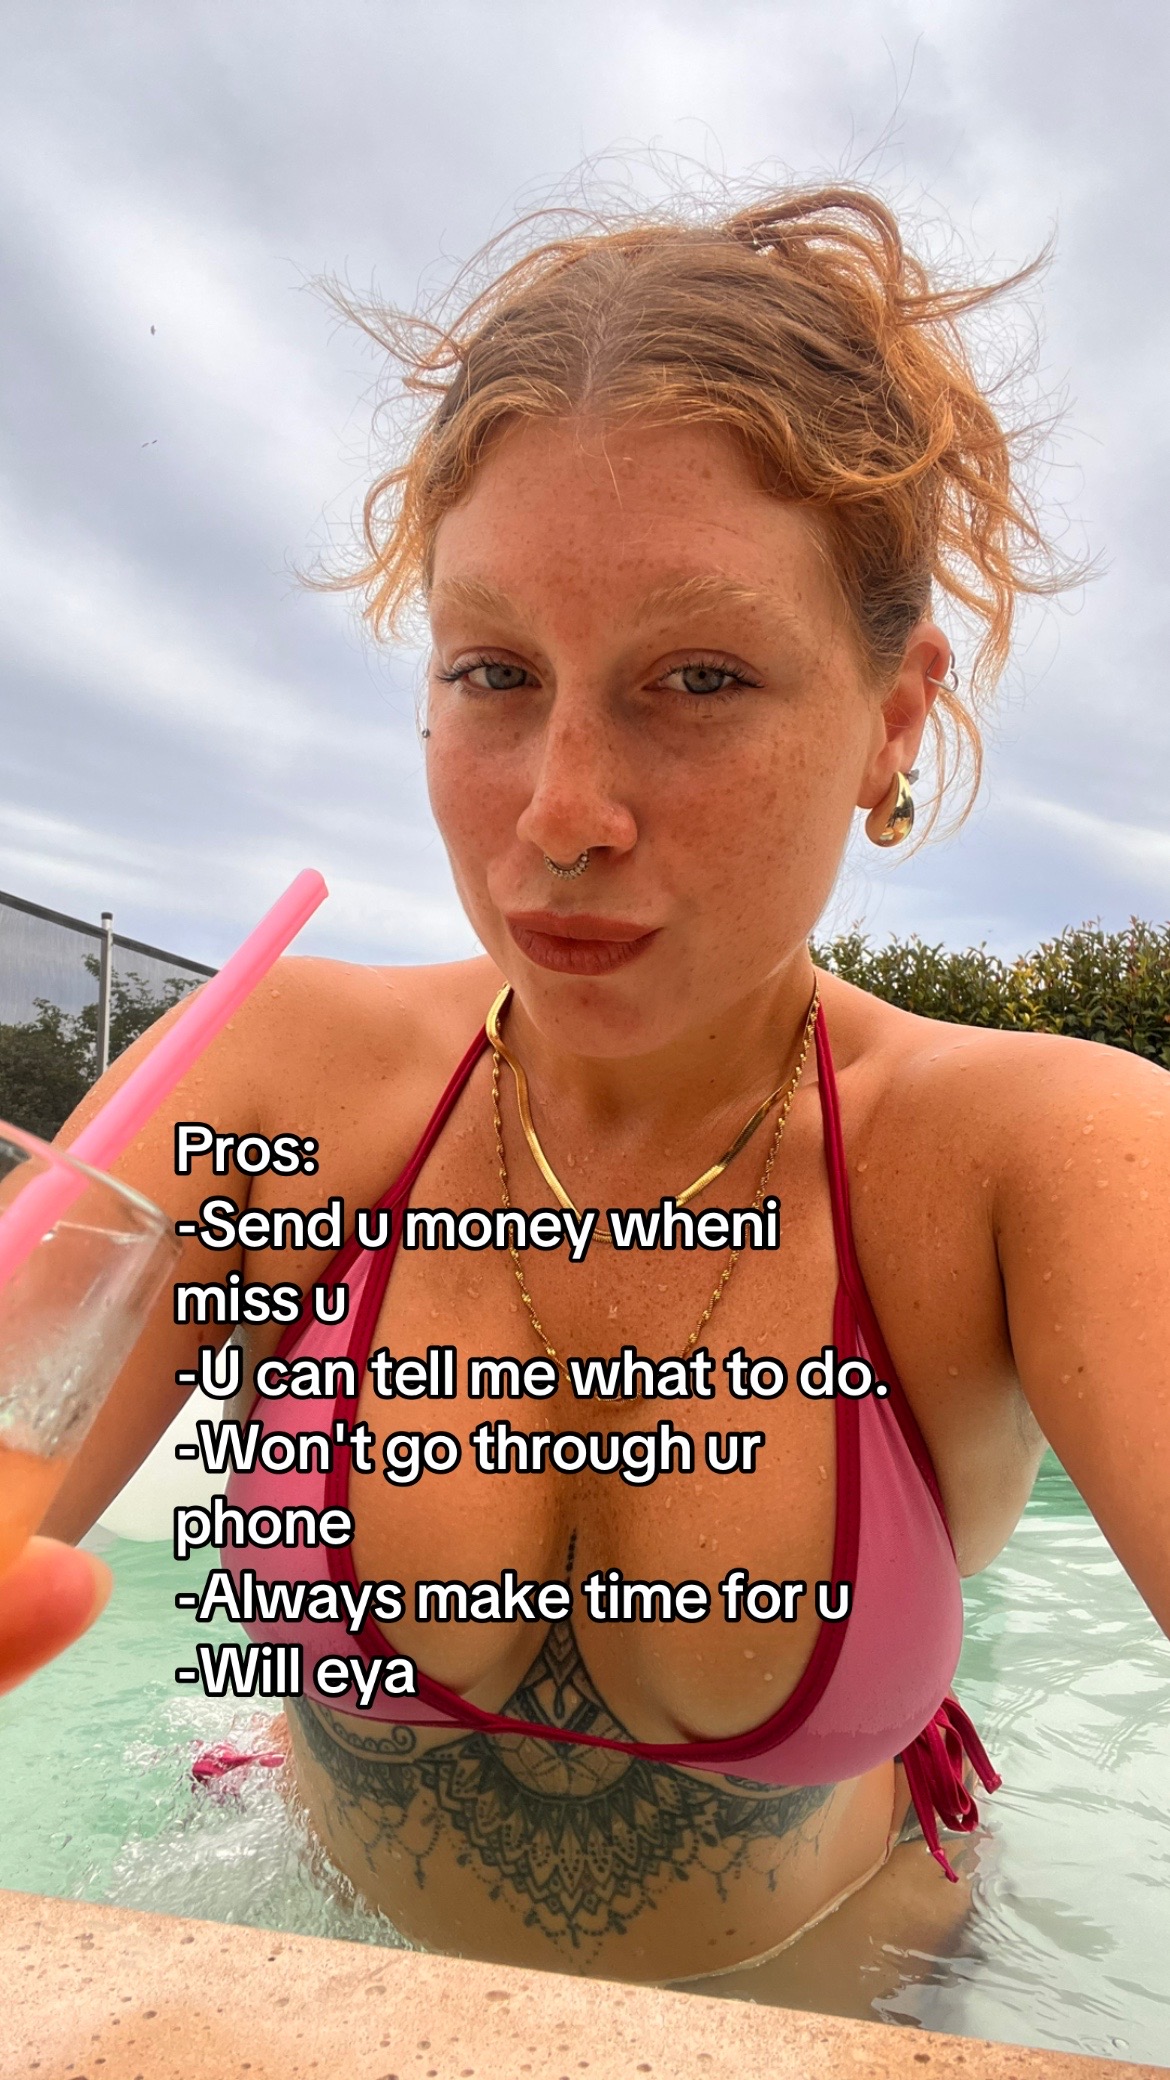 Pros:
-Send u money wheni
miss u
-U can tell me what to do.
-Won't go through ur
phone
-Always make time for u
-Will eya